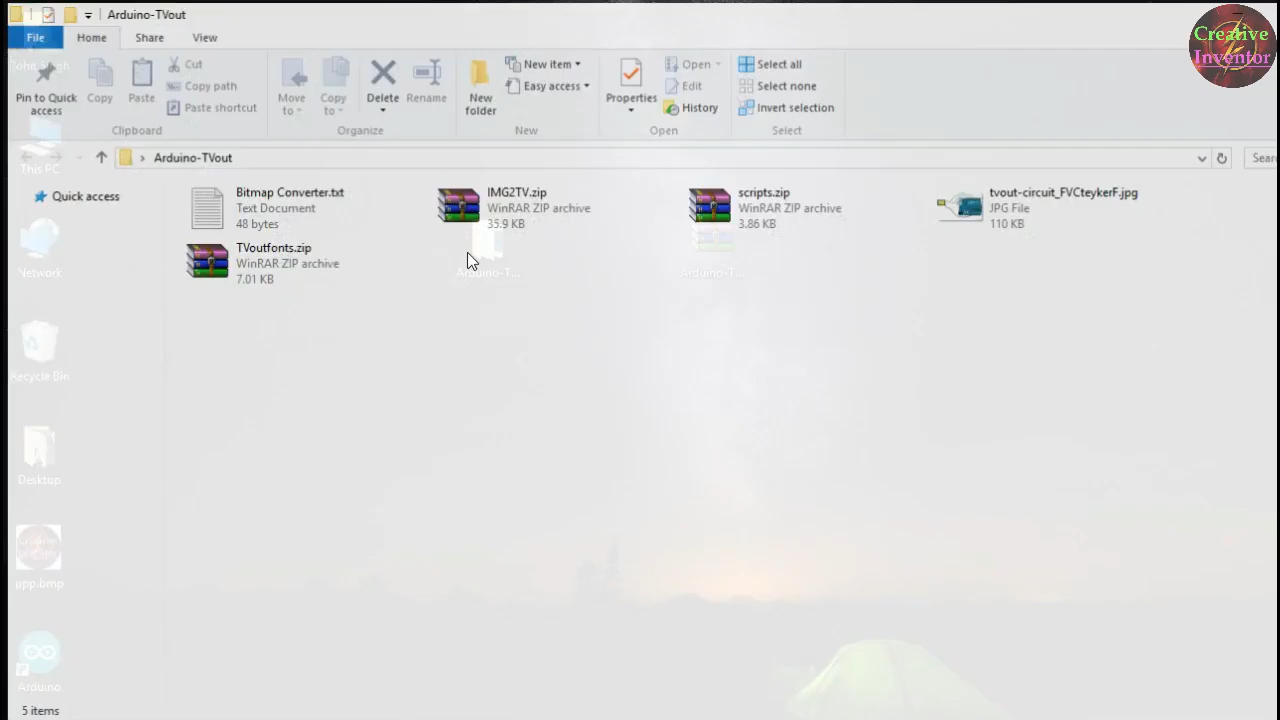 Arduino-TVout
File Home Share View
Creative
Inventor
Pin to Quick access
Copy
Paste
Cut
Copy path
Paste shortcut
Clipboard
Move to
Copy to
Delete
Rename
Organize
New folder
New item
Easy access
New
Properties
Open
Edit
History
Open
Select all
Select none
Invert selection
Select
Arduino-TVout
Sear
Quick access
Bitmap Converter.txt
Text Document
48 bytes
IMG2TV.zip
WinRAR ZIP archive
35.9 KB
scripts.zip
WinRAR ZIP archive
3.86 KB
tvout-circuit_FVCteykerF.jpg
JPG File
110 KB
TVoutfonts.zip
WinRAR ZIP archive
7.01 KB
Arduino-T...
Arduino-T...
This PC
Network
Recycle Bin
Desktop
ppp.bmp
Arduino
5 items